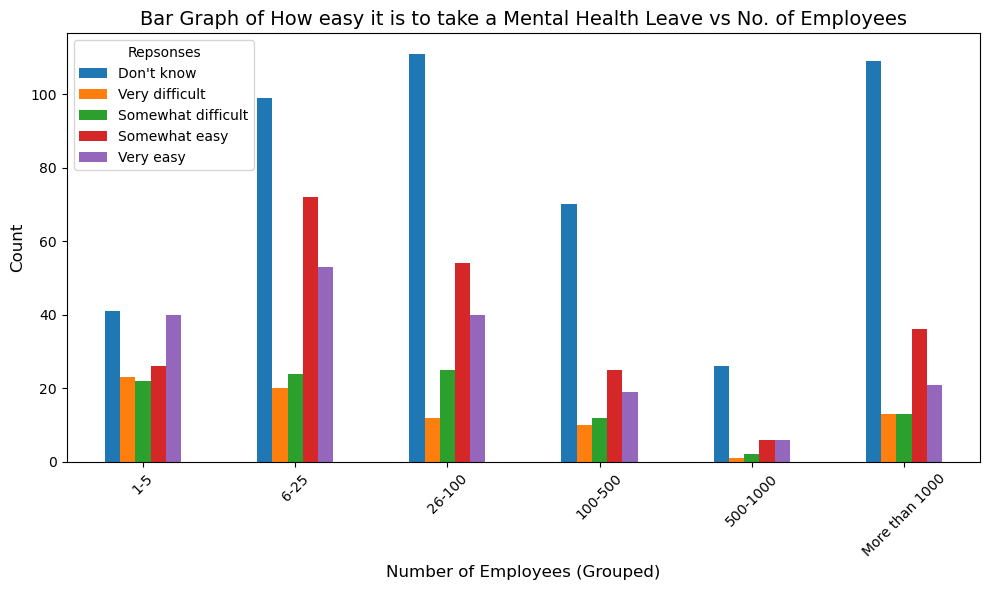 Bar Graph of How easy it is to take a Mental Health Leave vs No. of Employees
Repsonses
Don't know
Very difficult
Somewhat difficult
Somewhat easy
Very easy
Count
100
80
60
40
20
0
1-5
6-25
26-100
100-500
500-1000
More than 1000
Number of Employees (Grouped)